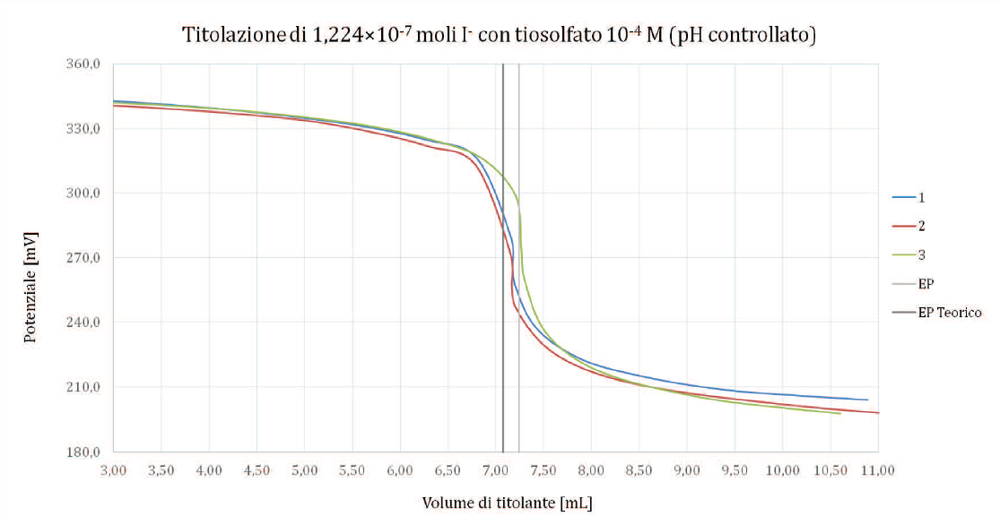 Titolazione di 1,224×10⁻⁷ moli I⁻ con tiosolfato 10⁻⁴ M (pH controllato)
360,0
330,0
300,0
270,0
240,0
210,0
180,0
Potenziale [mV]
3,00 3,50 4,00 4,50 5,00 5,50 6,00 6,50 7,00 7,50 8,00 8,50 9,00 9,50 10,00 10,50 11,00
Volume di titolante [mL]
1
2
3
EP
EP Teorico